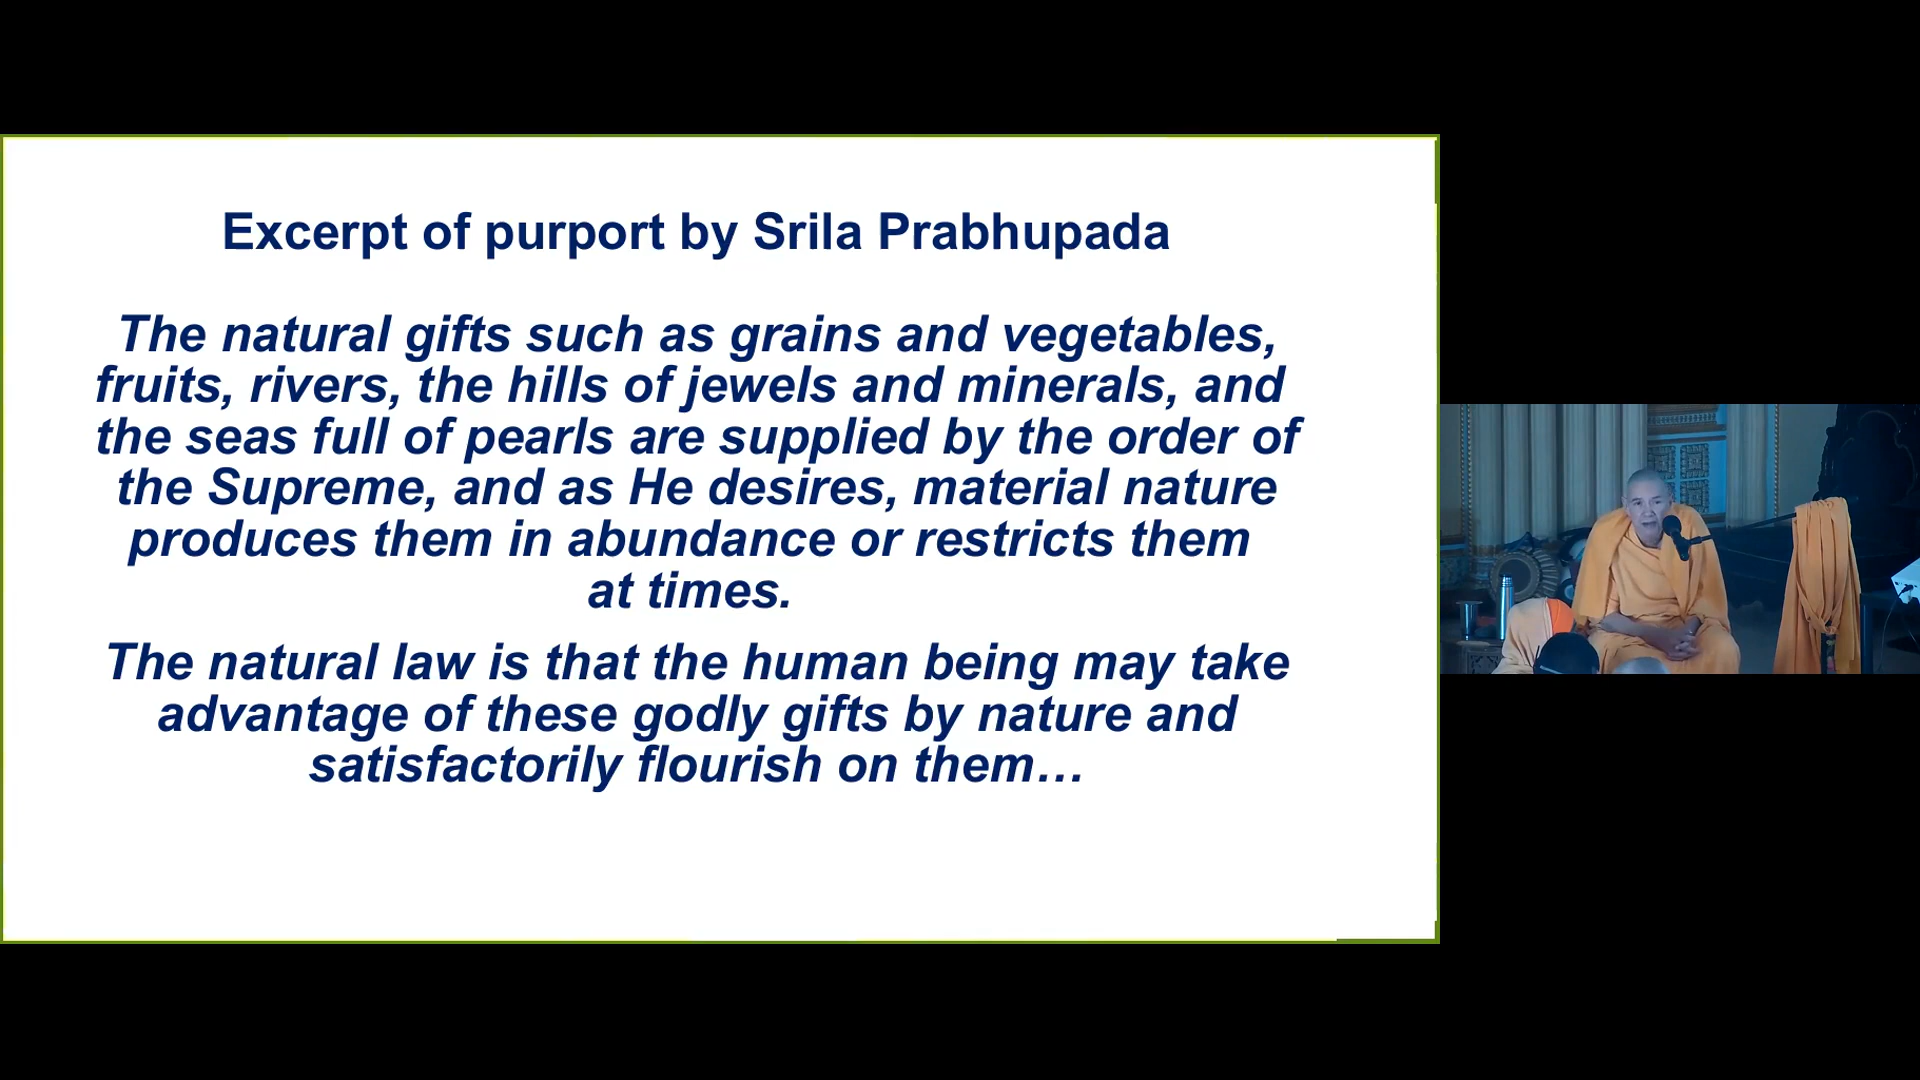 Excerpt of purport by Srila Prabhupada
The natural gifts such as grains and vegetables,
fruits, rivers, the hills of jewels and minerals, and
the seas full of pearls are supplied by the order of
the Supreme, and as He desires, material nature
produces them in abundance or restricts them
at times.
The natural law is that the human being may take
advantage of these godly gifts by nature and
satisfactorily flourish on them…